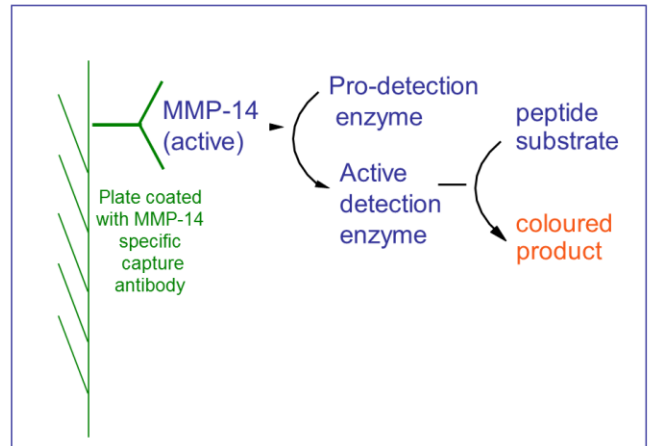 MMP-14
(active)
Plate coated
with MMP-14
specific
capture
antibody
Pro-detection
enzyme
Active
detection
enzyme
peptide
substrate
coloured
product